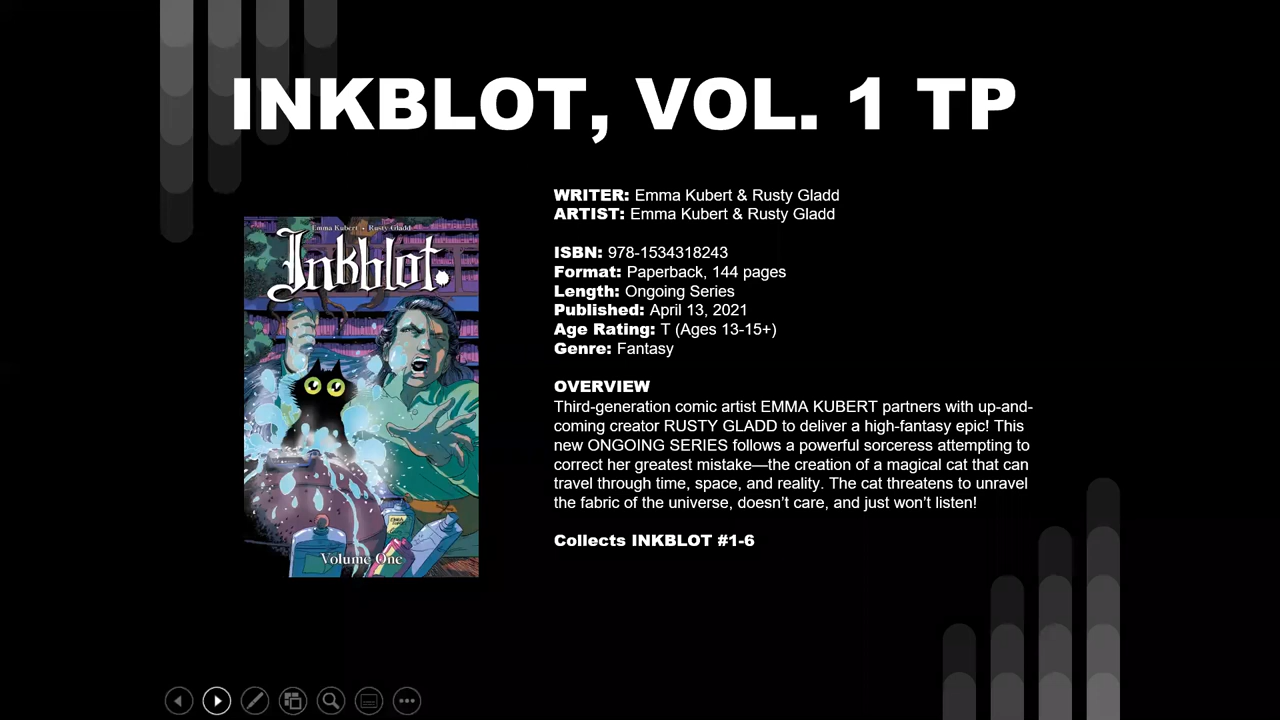 INKBLOT, VOL. 1 TP
WRITER: Emma Kubert & Rusty Gladd
ARTIST: Emma Kubert & Rusty Gladd
ISBN: 978-1534318243
Format: Paperback, 144 pages
Length: Ongoing Series
Published: April 13, 2021
Age Rating: T (Ages 13-15+)
Genre: Fantasy
OVERVIEW
Third-generation comic artist EMMA KUBERT partners with up-and-
coming creator RUSTY GLADD to deliver a high-fantasy epic! This
new ONGOING SERIES follows a powerful sorceress attempting to
correct her greatest mistake—the creation of a magical cat that can
travel through time, space, and reality. The cat threatens to unravel
the fabric of the universe, doesn’t care, and just won’t listen!
Collects INKBLOT #1-6
Emma Kubert • Rusty Gladd
Inkblot.
Volume One